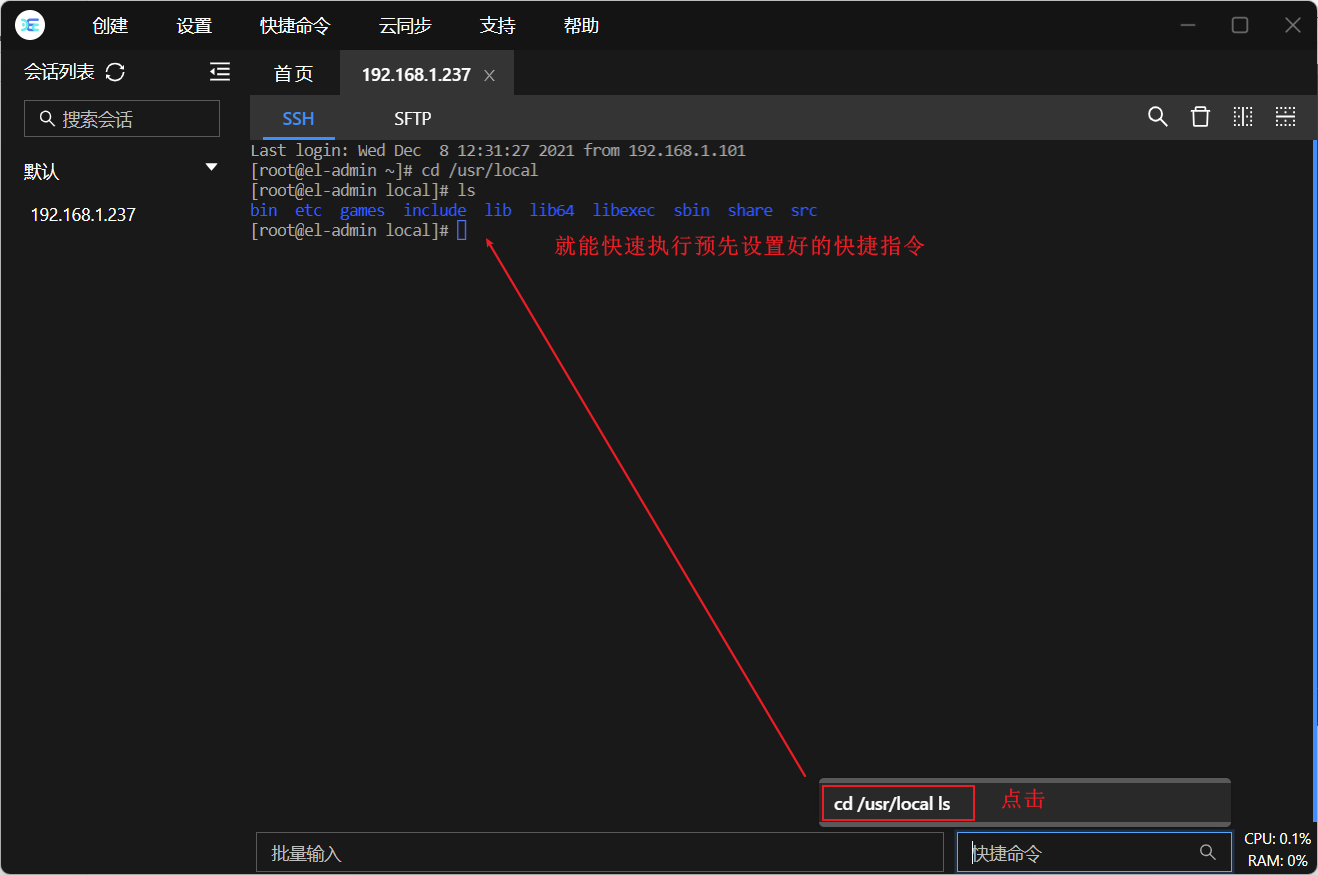 创建 设置 快捷命令 云同步 支持 帮助
会话列表
首页 192.168.1.237
搜索会话
SSH SFTP
默认
192.168.1.237
Last login: Wed Dec  8 12:31:27 2021 from 192.168.1.101
[root@el-admin ~]# cd /usr/local
[root@el-admin local]# ls
bin  etc  games  include  lib  lib64  libexec  sbin  share  src
[root@el-admin local]#
就能快速执行预先设置好的快捷指令
cd /usr/local ls 点击
批量输入 快捷命令
CPU: 0.1%
RAM: 0%